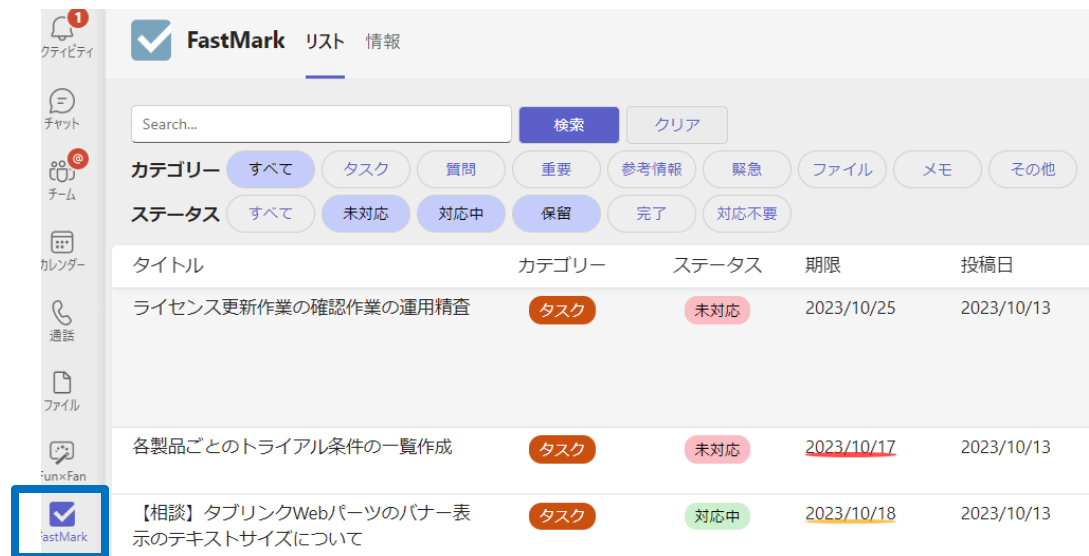 1
クティビティ
FastMark リスト 情報
チャット
Search... 検索 クリア
@
チーム
カテゴリー すべて タスク 質問 重要 参考情報 緊急 ファイル メモ その他
ステータス すべて 未対応 対応中 保留 完了 対応不要
カレンダー
タイトル カテゴリー ステータス 期限 投稿日
ライセンス更新作業の確認作業の運用精査 タスク 未対応 2023/10/25 2023/10/13
通話
ファイル
各製品ごとのトライアル条件の一覧作成 タスク 未対応 2023/10/17 2023/10/13
Fun×Fan
【相談】タブリンクWebパーツのバナー表 タスク 対応中 2023/10/18 2023/10/13
示のテキストサイズについて
astMark